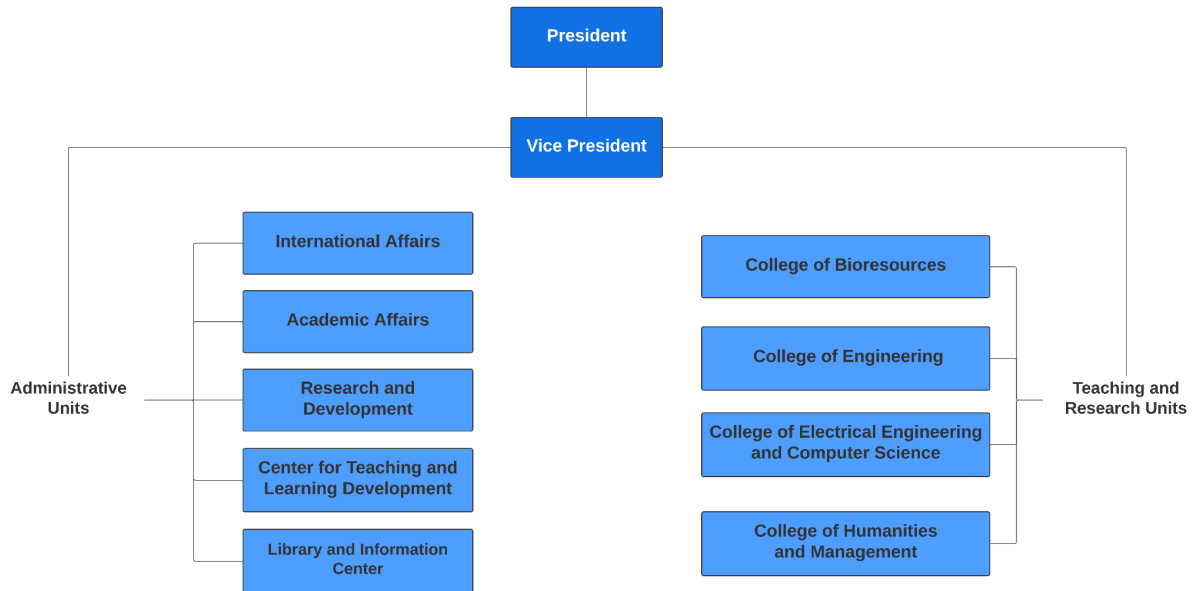 President
Vice President
International Affairs
Academic Affairs
Research and
Development
Center for Teaching and
Learning Development
Library and Information
Center
Administrative
Units
College of Bioresources
College of Engineering
College of Electrical Engineering
and Computer Science
College of Humanities
and Management
Teaching and
Research Units